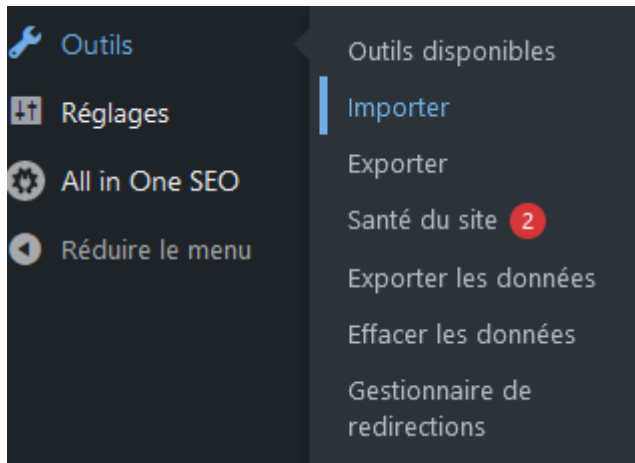 Outils
Réglages
All in One SEO
Réduire le menu
Outils disponibles
Importer
Exporter
Santé du site 2
Exporter les données
Effacer les données
Gestionnaire de
redirections